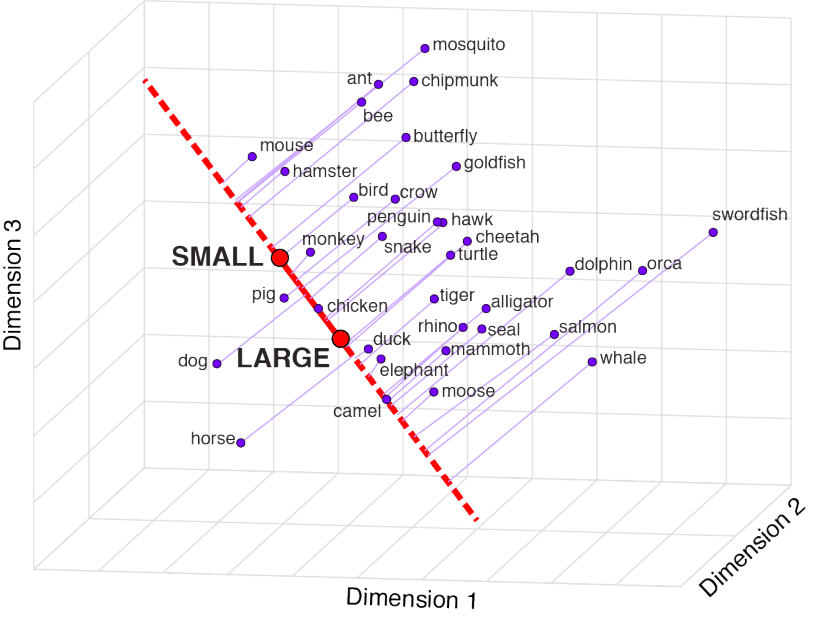 mosquito
ant
chipmunk
bee
butterfly
mouse
hamster
goldfish
bird
crow
penguin
hawk
swordfish
monkey
snake
cheetah
SMALL
turtle
dolphin
orca
pig
chicken
tiger
alligator
rhino
seal
salmon
duck
mammoth
dog
LARGE
elephant
whale
moose
camel
horse
Dimension 3
Dimension 2
Dimension 1